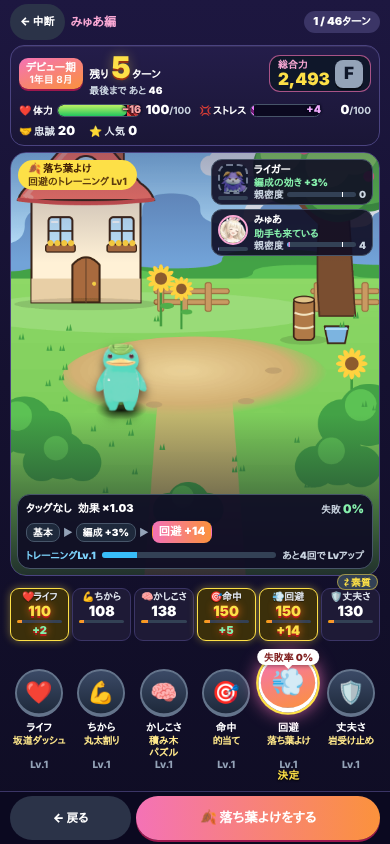 ← 中断
みゅあ編
1 / 46ターン
デビュー期
1年目 8月
残り 5 ターン
最後まで あと 46
総合力
2,493 F
❤️ 体力 -16 100/100
💢 ストレス +4 0/100
🤝 忠誠 20 ⭐ 人気 0
🍂 落ち葉よけ
回避のトレーニング Lv1
ライガー
編成の効き +3%
親密度 0
みゅあ
助手も来ている
親密度 4
タッグなし 効果 ×1.03
失敗 0%
基本 ▶ 編成 +3% ▶ 回避 +14
トレーニングLv.1 あと4回でLvアップ
素質
❤️ライフ
110
+2
💪ちから
108
🧠かしこさ
138
🎯命中
150
+5
💨回避
150
+14
🛡️丈夫さ
130
失敗率 0%
ライフ
坂道ダッシュ
Lv.1
ちから
丸太割り
Lv.1
かしこさ
積み木
パズル
Lv.1
命中
的当て
Lv.1
回避
落ち葉よけ
Lv.1
決定
丈夫さ
岩受け止め
Lv.1
← 戻る
🍂 落ち葉よけをする